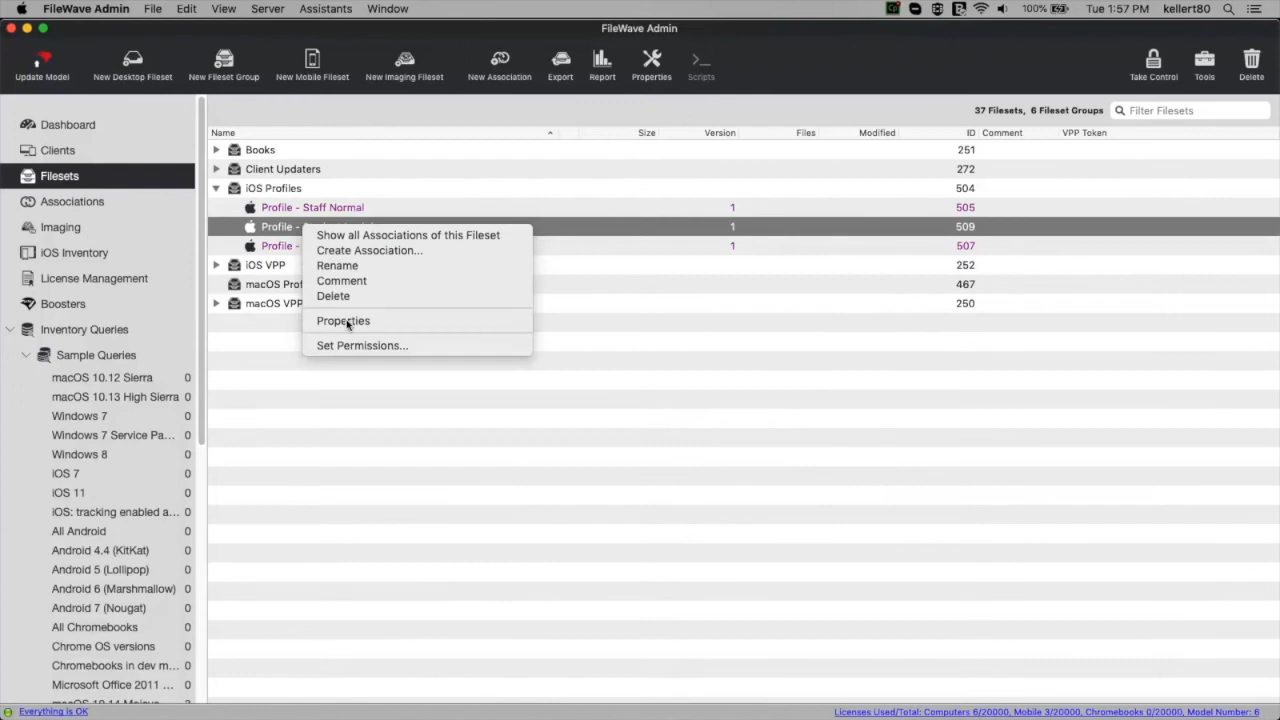 FileWave Admin File Edit View Server Assistants Window 100% Tue 1:57 PM kellert80
FileWave Admin
Update Model New Desktop Fileset New Fileset Group New Mobile Fileset New Imaging Fileset New Association Export Report Properties Scripts Take Control Tools Delete
37 Filesets, 6 Fileset Groups Filter Filesets
Name Size Version Files Modified ID Comment VPP Token
Dashboard
Clients
Filesets
Associations
Imaging
iOS Inventory
License Management
Boosters
Inventory Queries
Sample Queries
macOS 10.12 Sierra 0
macOS 10.13 High Sierra 0
Windows 7 0
Windows 7 Service Pa... 0
Windows 8 0
iOS 7 0
iOS 11 0
iOS: tracking enabled a... 0
All Android 0
Android 4.4 (KitKat) 0
Android 5 (Lollipop) 0
Android 6 (Marshmallow) 0
Android 7 (Nougat) 0
All Chromebooks 0
Chrome OS versions 0
Chromebooks in dev m... 0
Microsoft Office 2011 ... 0
macOS 10.14 Mojave
Books 251
Client Updaters 272
iOS Profiles 504
Profile - Staff Normal 1 505
Profile - 1 509
Profile - 1 507
iOS VPP 252
macOS Prof 467
macOS VPP 250
Show all Associations of this Fileset
Create Association...
Rename
Comment
Delete
Properties
Set Permissions...
Everything is OK
Licenses Used/Total: Computers 6/20000, Mobile 3/20000, Chromebooks 0/20000, Model Number: 6